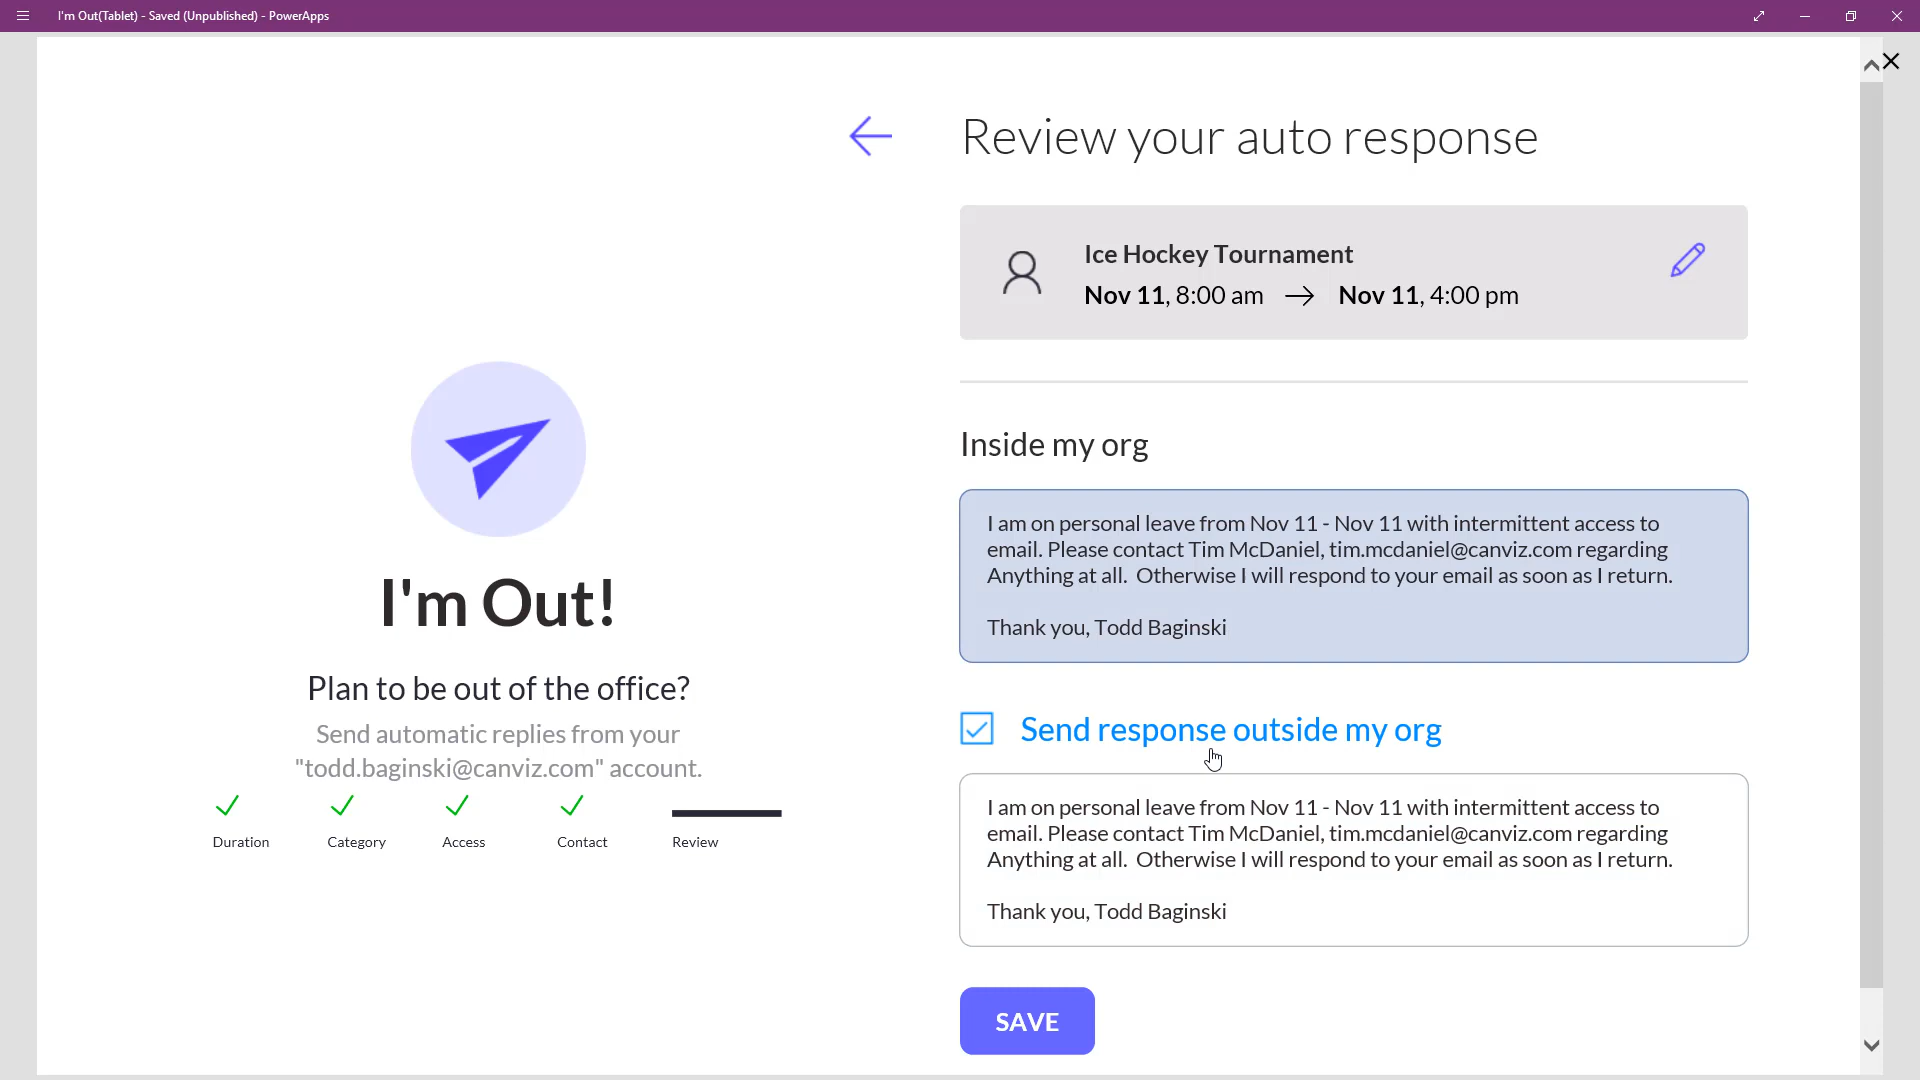 I'm Out(Tablet) - Saved (Unpublished) - PowerApps
Review your auto response
Ice Hockey Tournament
Nov 11, 8:00 am → Nov 11, 4:00 pm
Inside my org
I am on personal leave from Nov 11 - Nov 11 with intermittent access to
email. Please contact Tim McDaniel, tim.mcdaniel@canviz.com regarding
Anything at all.  Otherwise I will respond to your email as soon as I return.
Thank you, Todd Baginski
I'm Out!
Plan to be out of the office?
Send automatic replies from your
"todd.baginski@canviz.com" account.
Duration
Category
Access
Contact
Review
Send response outside my org
I am on personal leave from Nov 11 - Nov 11 with intermittent access to
email. Please contact Tim McDaniel, tim.mcdaniel@canviz.com regarding
Anything at all.  Otherwise I will respond to your email as soon as I return.
Thank you, Todd Baginski
SAVE